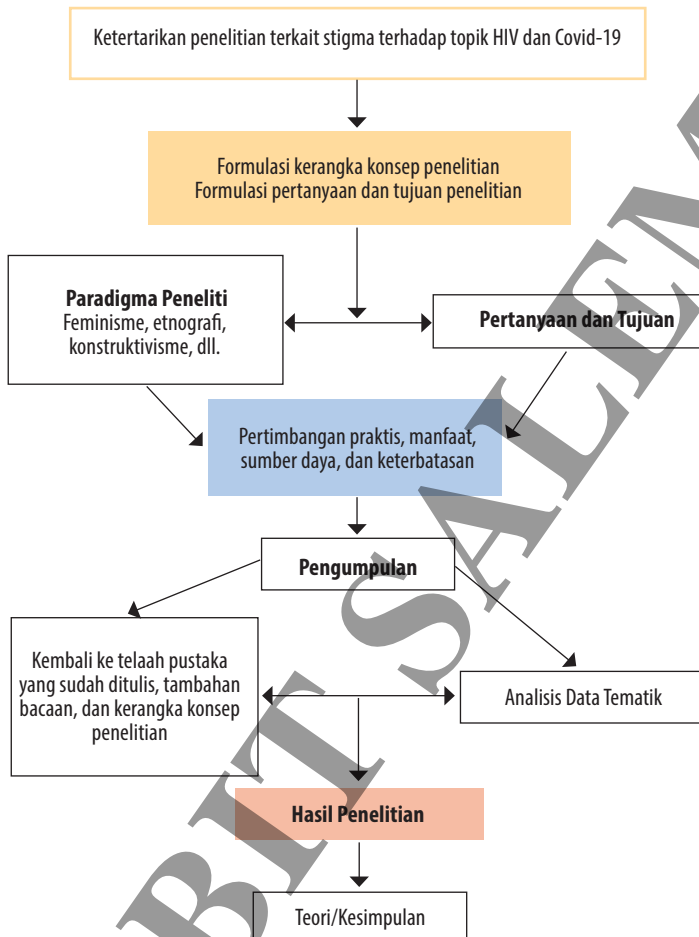 Ketertarikan penelitian terkait stigma terhadap topik HIV dan Covid-19
Formulasi kerangka konsep penelitian
Formulasi pertanyaan dan tujuan penelitian
Paradigma Peneliti
Feminisme, etnografi,
konstruktivisme, dll.
Pertanyaan dan Tujuan
Pertimbangan praktis, manfaat,
sumber daya, dan keterbatasan
Pengumpulan
Kembali ke telaah pustaka
yang sudah ditulis, tambahan
bacaan, dan kerangka konsep
penelitian
Analisis Data Tematik
Hasil Penelitian
Teori/Kesimpulan
BIT SALEM